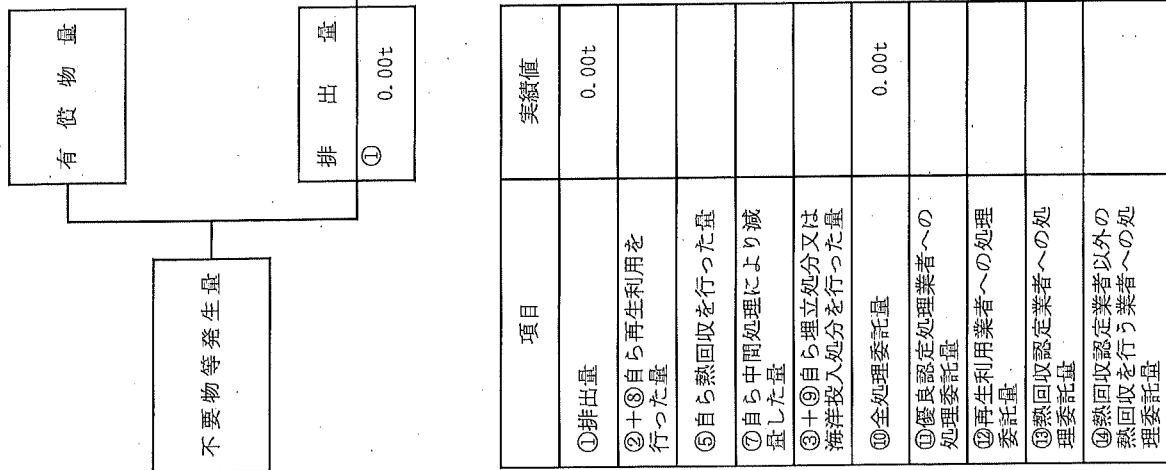 有償物量
不要物等発生量
排出量
①
0.00t
項目
実績値
①排出量
0.00t
②+⑧自ら再生利用を
行った量
⑤自ら熱回収を行った量
⑦自ら中間処理により減
量した量
③+⑨自ら埋立処分又は
海洋投入処分を行った量
⑩全処理委託量
0.00t
⑪優良認定処理業者への
処理委託量
⑫再生利用業者への処理
委託量
⑬熱回収認定業者への処
理委託量
⑭熱回収認定業者以外の
熱回収を行う業者への処
理委託量